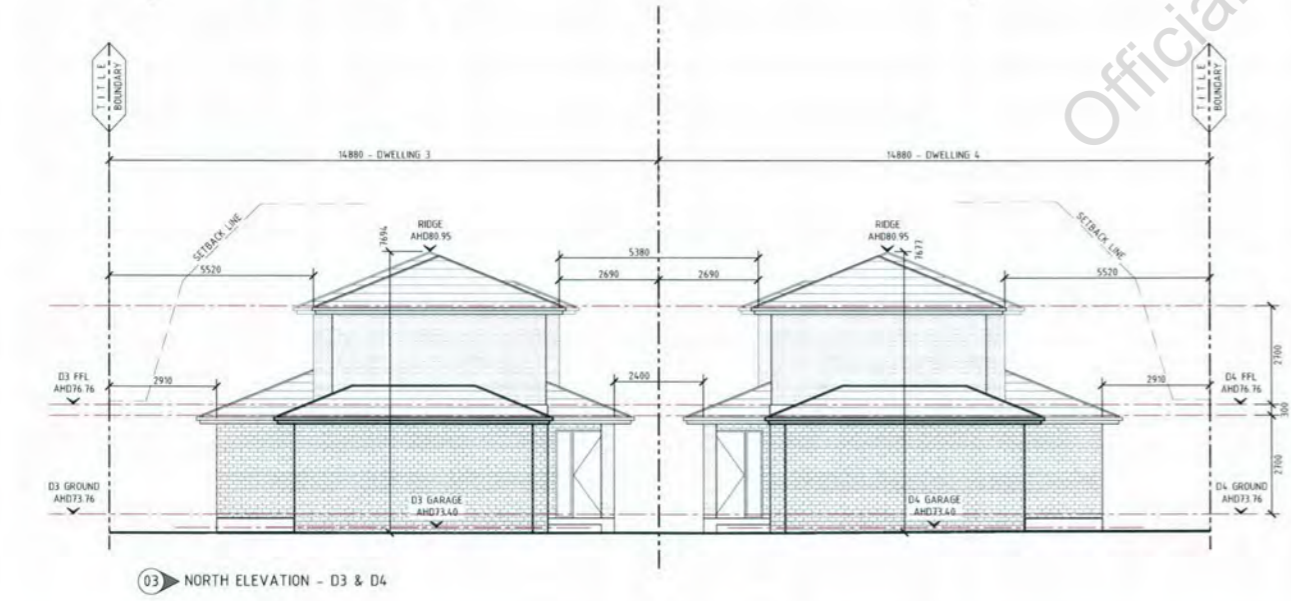 Official
TITLE
BOUNDARY
TITLE
BOUNDARY
14880 - DWELLING 3
14880 - DWELLING 4
SETBACK LINE
SETBACK LINE
RIDGE
AHD80.95
RIDGE
AHD80.95
7694
7677
5380
5520
2690
2690
5520
2700
D3 FFL
AHD76.76
2910
2400
2910
D4 FFL
AHD76.76
300
2700
D3 GROUND
AHD73.76
D3 GARAGE
AHD73.40
D4 GARAGE
AHD73.40
D4 GROUND
AHD73.76
03 NORTH ELEVATION - D3 & D4